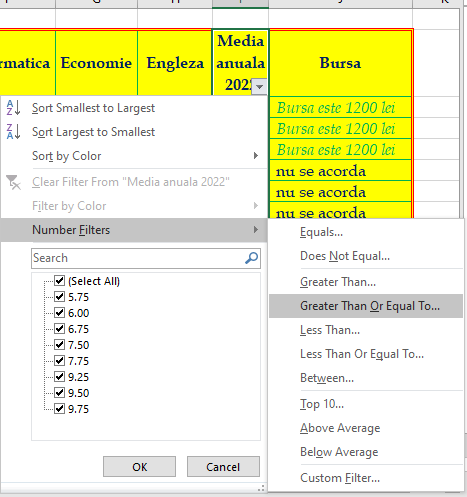 rmatica Economie Engleza Media anuala 2022 Bursa
Sort Smallest to Largest
Sort Largest to Smallest
Sort by Color
Clear Filter From "Media anuala 2022"
Filter by Color
Number Filters
Search
(Select All)
5.75
6.00
6.75
7.50
7.75
9.25
9.50
9.75
OK Cancel
Bursa este 1200 lei
Bursa este 1200 lei
Bursa este 1200 lei
nu se acorda
nu se acorda
nu se acorda
Equals...
Does Not Equal...
Greater Than...
Greater Than Or Equal To...
Less Than...
Less Than Or Equal To...
Between...
Top 10...
Above Average
Below Average
Custom Filter...